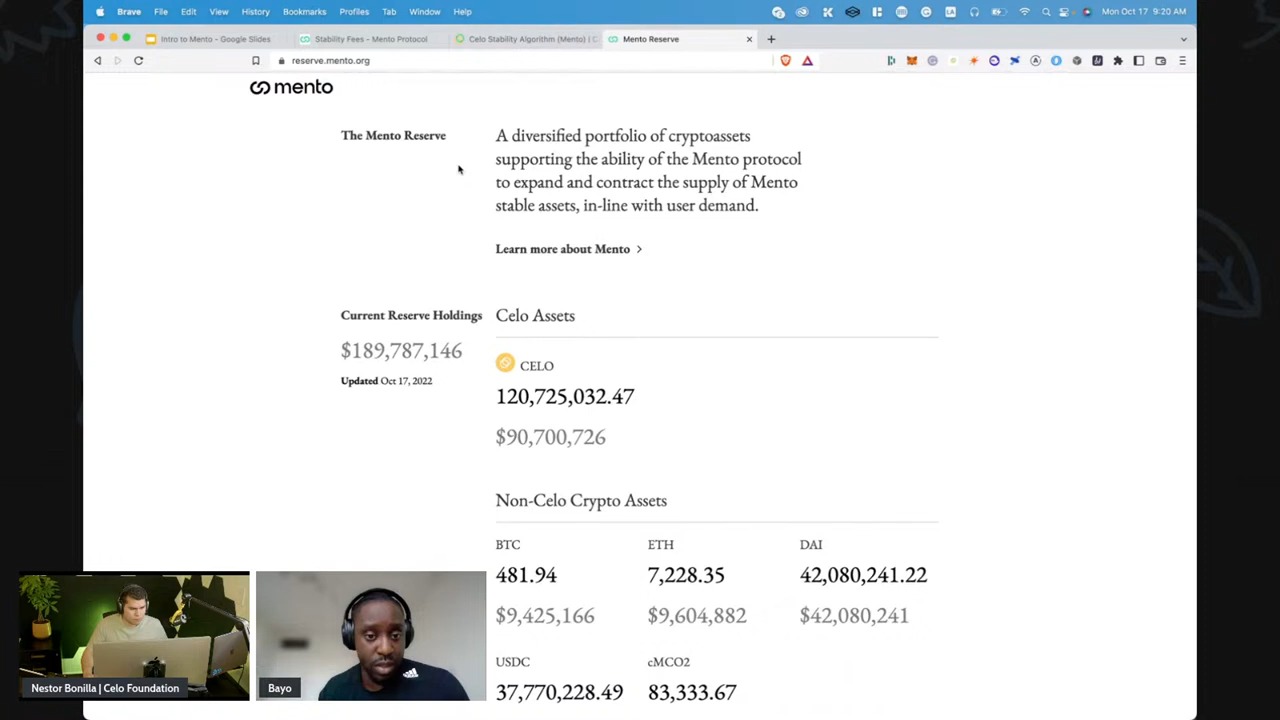 Brave File Edit View History Bookmarks Profiles Tab Window Help Mon Oct 17 9:20 AM
Intro to Mento - Google Slides Stability Fees - Mento Protocol Celo Stability Algorithm (Mento) | C Mento Reserve
reserve.mento.org
mento
The Mento Reserve
A diversified portfolio of cryptoassets
supporting the ability of the Mento protocol
to expand and contract the supply of Mento
stable assets, in-line with user demand.
Learn more about Mento
Current Reserve Holdings
$189,787,146
Updated Oct 17, 2022
Celo Assets
CELO
120,725,032.47
$90,700,726
Non-Celo Crypto Assets
BTC ETH DAI
481.94 7,228.35 42,080,241.22
$9,425,166 $9,604,882 $42,080,241
USDC cMCO2
37,770,228.49 83,333.67
Nestor Bonilla | Celo Foundation
Bayo